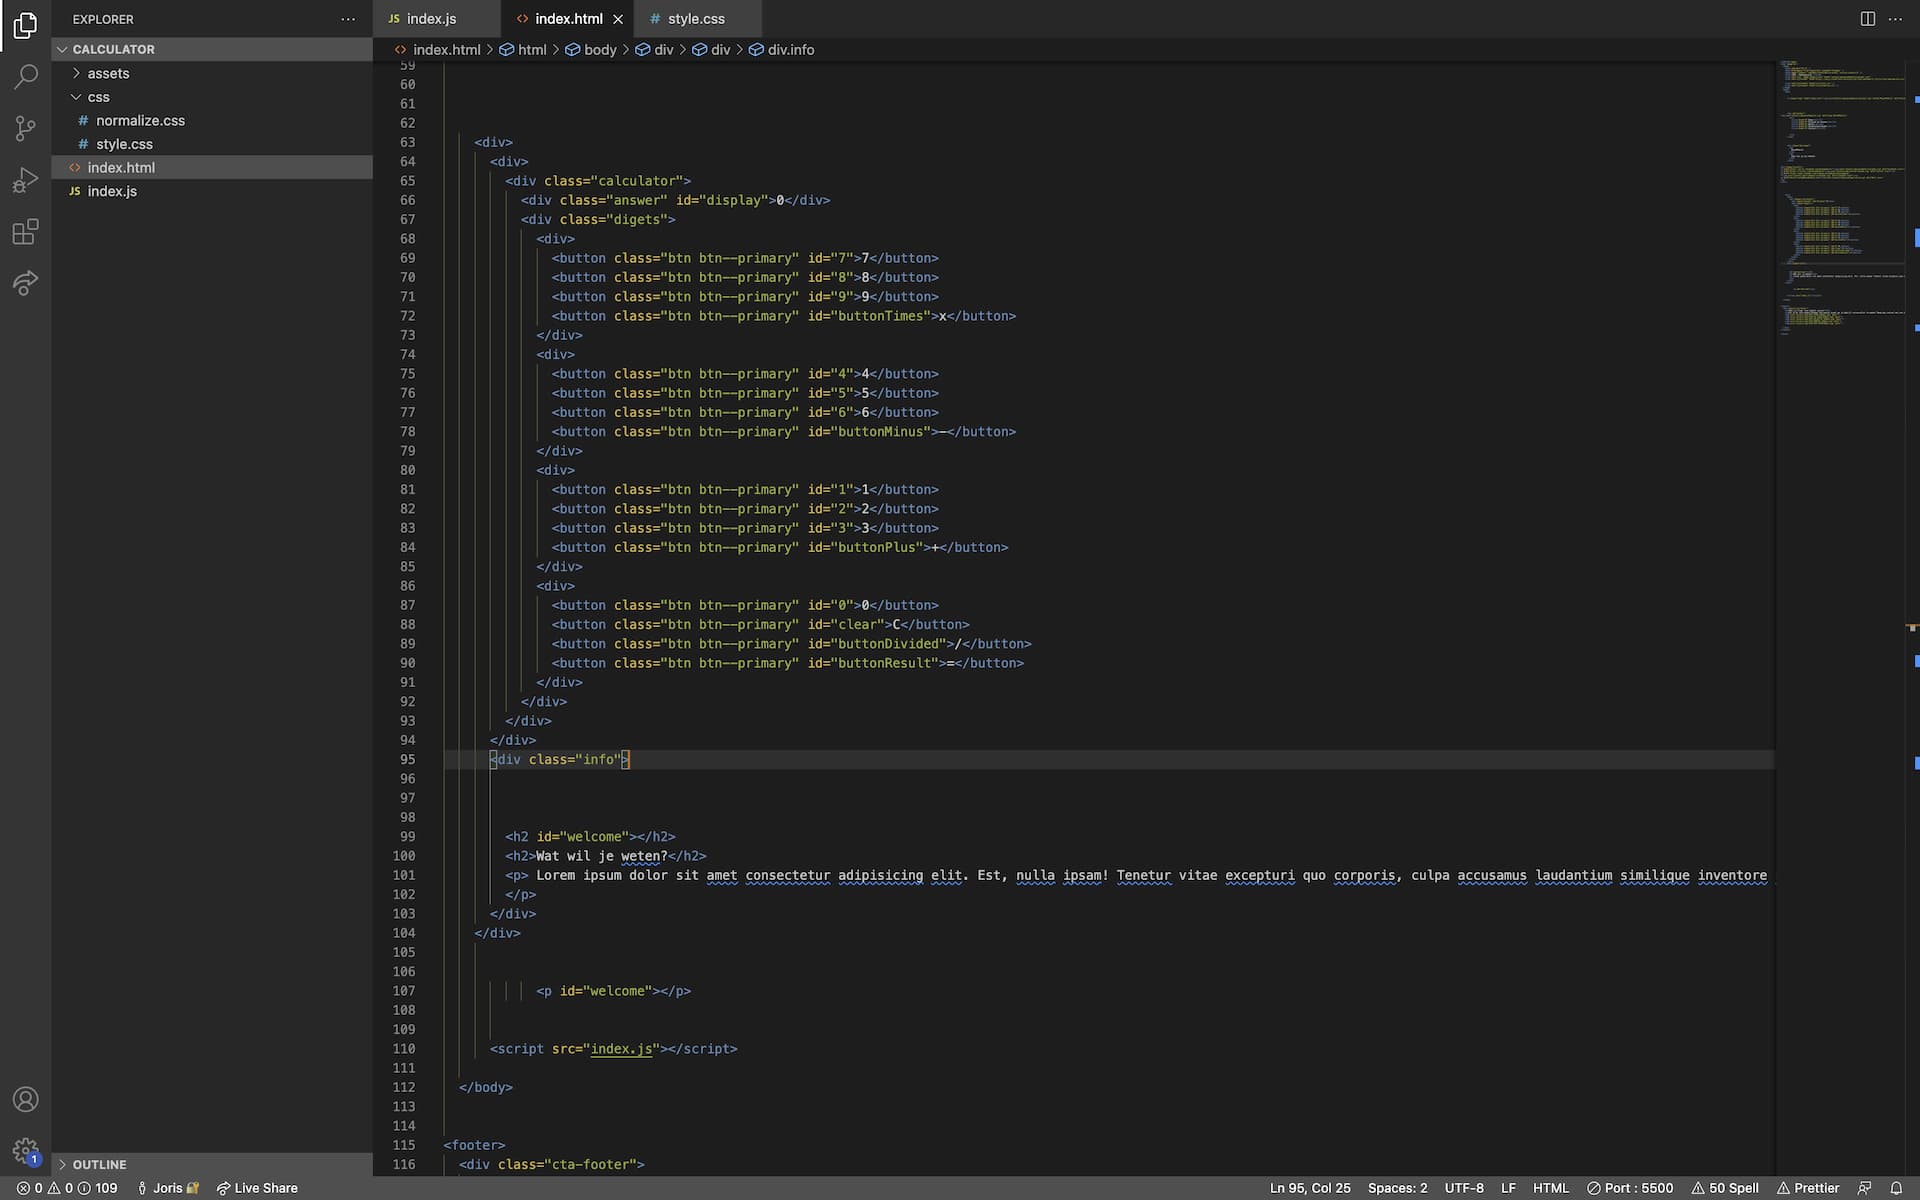 EXPLORER
CALCULATOR
assets
css
# normalize.css
# style.css
<> index.html
JS index.js
OUTLINE
JS index.js
<> index.html
# style.css
<> index.html > html > body > div > div > div.info
59
60
61
62
63 <div>
64 <div>
65 <div class="calculator">
66 <div class="answer" id="display">0</div>
67 <div class="digets">
68 <div>
69 <button class="btn btn--primary" id="7">7</button>
70 <button class="btn btn--primary" id="8">8</button>
71 <button class="btn btn--primary" id="9">9</button>
72 <button class="btn btn--primary" id="buttonTimes">x</button>
73 </div>
74 <div>
75 <button class="btn btn--primary" id="4">4</button>
76 <button class="btn btn--primary" id="5">5</button>
77 <button class="btn btn--primary" id="6">6</button>
78 <button class="btn btn--primary" id="buttonMinus">-</button>
79 </div>
80 <div>
81 <button class="btn btn--primary" id="1">1</button>
82 <button class="btn btn--primary" id="2">2</button>
83 <button class="btn btn--primary" id="3">3</button>
84 <button class="btn btn--primary" id="buttonPlus">+</button>
85 </div>
86 <div>
87 <button class="btn btn--primary" id="0">0</button>
88 <button class="btn btn--primary" id="clear">C</button>
89 <button class="btn btn--primary" id="buttonDivided">/</button>
90 <button class="btn btn--primary" id="buttonResult">=</button>
91 </div>
92 </div>
93 </div>
94 </div>
95 <div class="info">
96
97
98
99 <h2 id="welcome"></h2>
100 <h2>Wat wil je weten?</h2>
101 <p> Lorem ipsum dolor sit amet consectetur adipisicing elit. Est, nulla ipsam! Tenetur vitae excepturi quo corporis, culpa accusamus laudantium similique inventore
102 </p>
103 </div>
104 </div>
105
106
107 <p id="welcome"></p>
108
109
110 <script src="index.js"></script>
111
112 </body>
113
114
115 <footer>
116 <div class="cta-footer">
1
0 0 109 Joris Live Share
Ln 95, Col 25 Spaces: 2 UTF-8 LF HTML Port : 5500 50 Spell Prettier